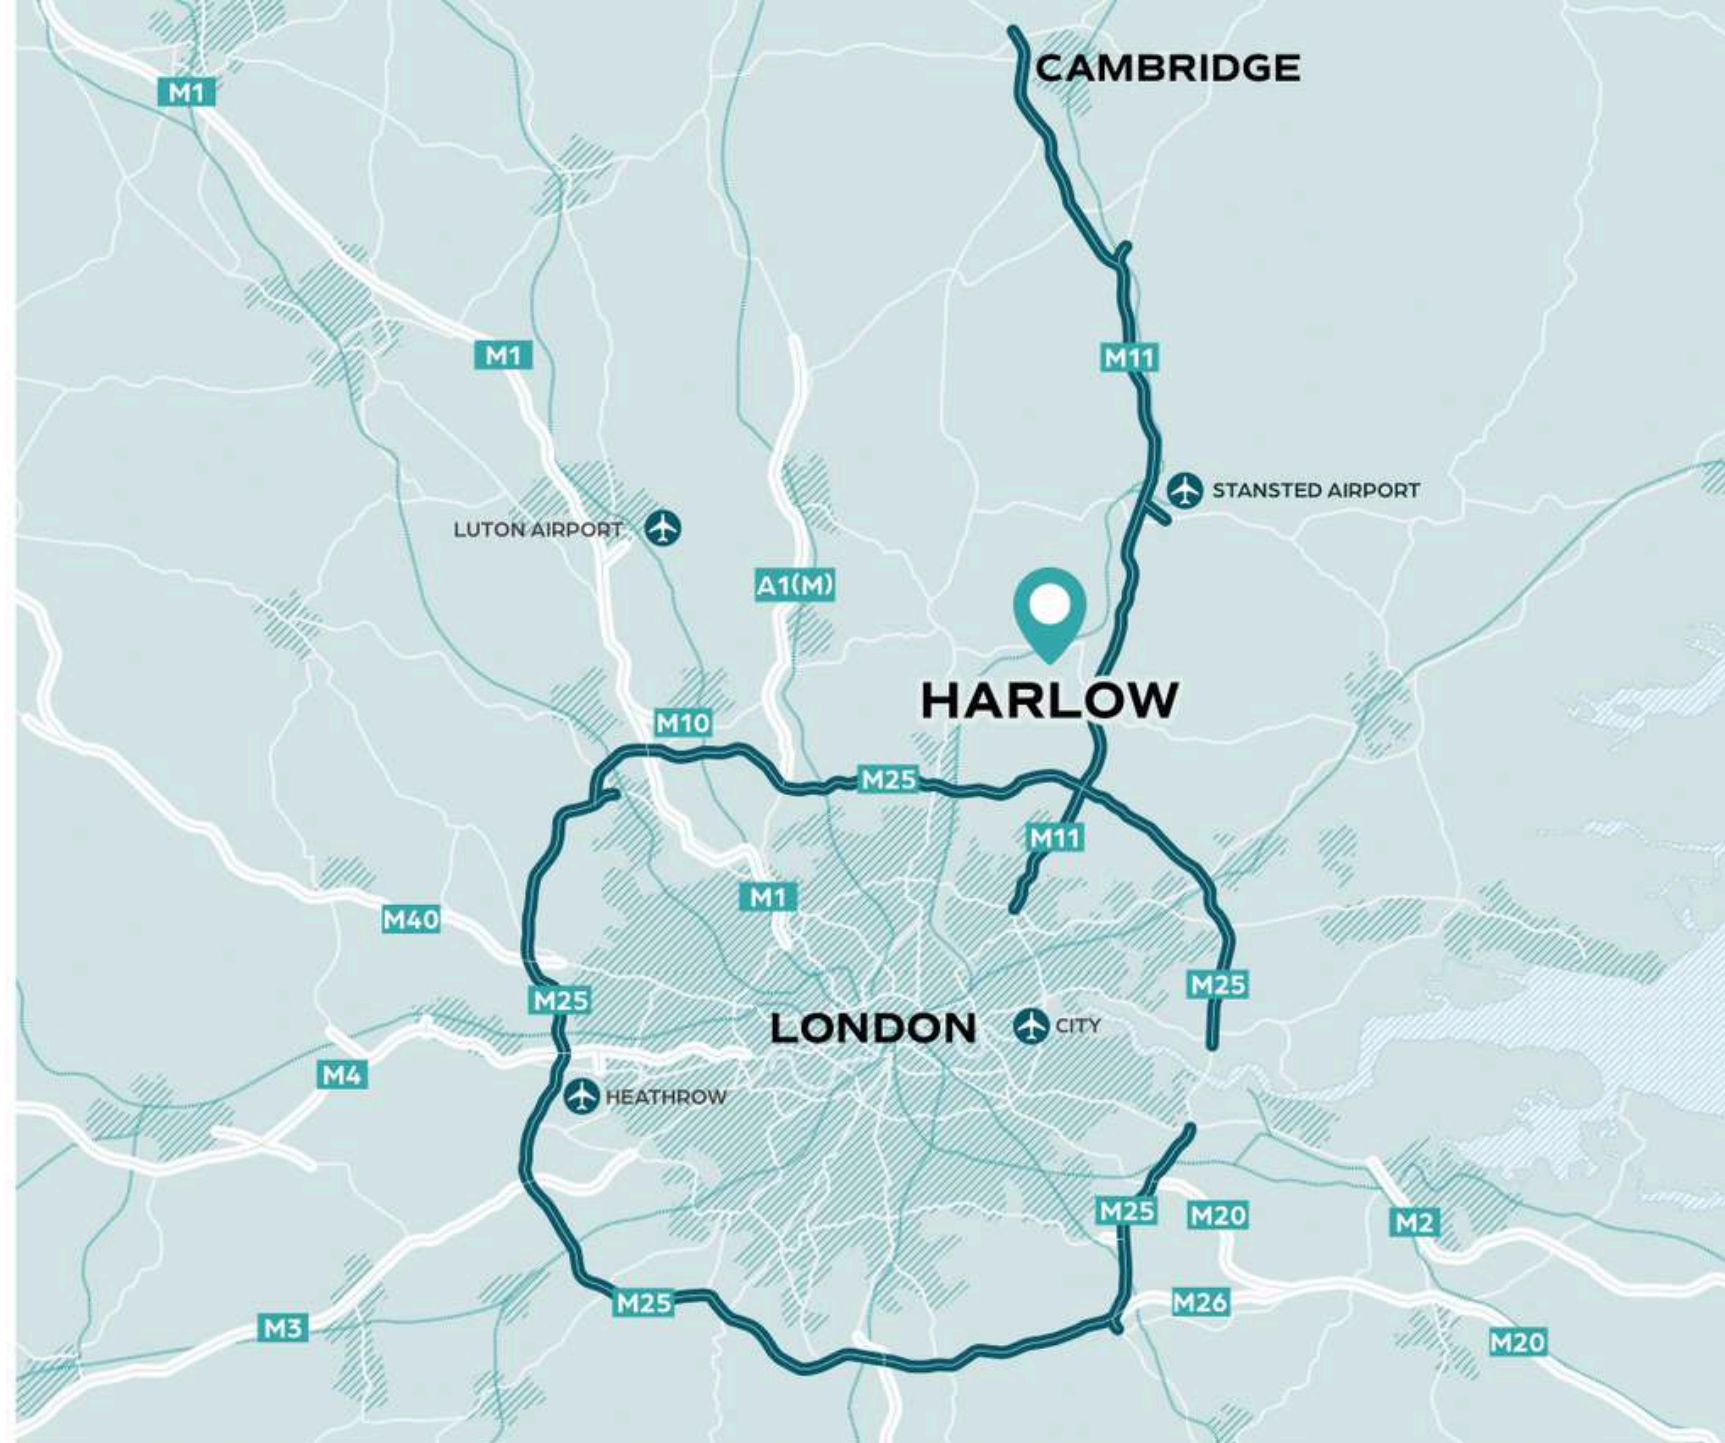 CAMBRIDGE
M1
M1
M11
STANSTED AIRPORT
LUTON AIRPORT
A1(M)
HARLOW
M10
M25
M11
M1
M40
M25
M25
LONDON
CITY
M4
HEATHROW
M25
M20
M2
M25
M26
M3
M20